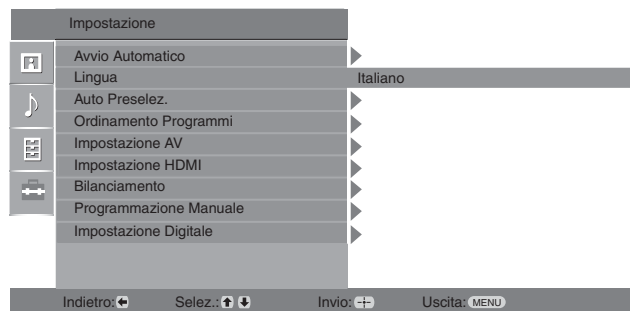 Impostazione
Avvio Automatico
Lingua Italiano
Auto Preselez.
Ordinamento Programmi
Impostazione AV
Impostazione HDMI
Bilanciamento
Programmazione Manuale
Impostazione Digitale
Indietro: Selez.: Invio: Uscita: MENU